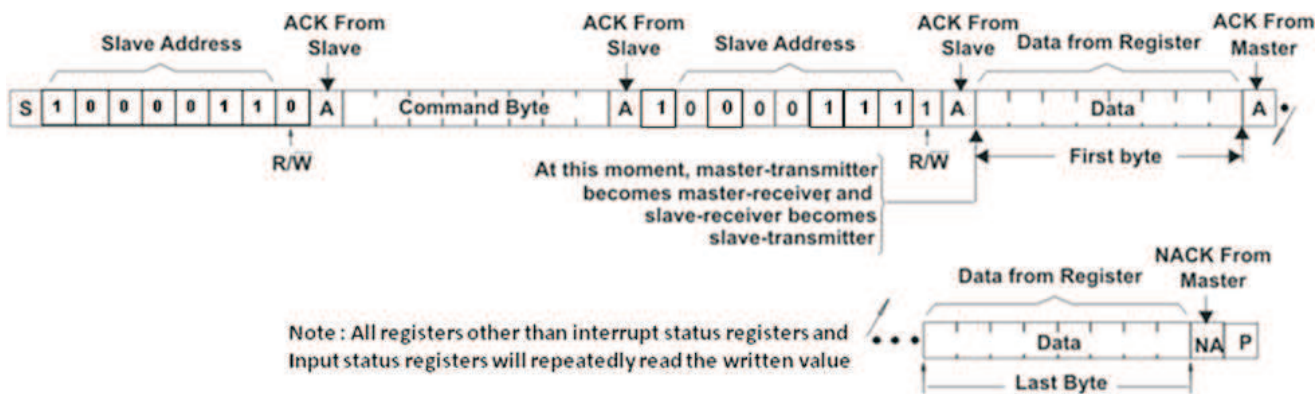 ACK From ACK From ACK From ACK From
Slave Address Slave Slave Slave Address Slave Data from Register Master
S 1 0 0 0 0 1 1 0 A Command Byte A 1 0 0 0 0 1 1 1 1 A Data A
R/W̅ R/W̅ First byte
At this moment, master-transmitter
becomes master-receiver and
slave-receiver becomes
slave-transmitter
NACK From
Data from Register Master
Note : All registers other than interrupt status registers and
Input status registers will repeatedly read the written value
Data NA P
Last Byte